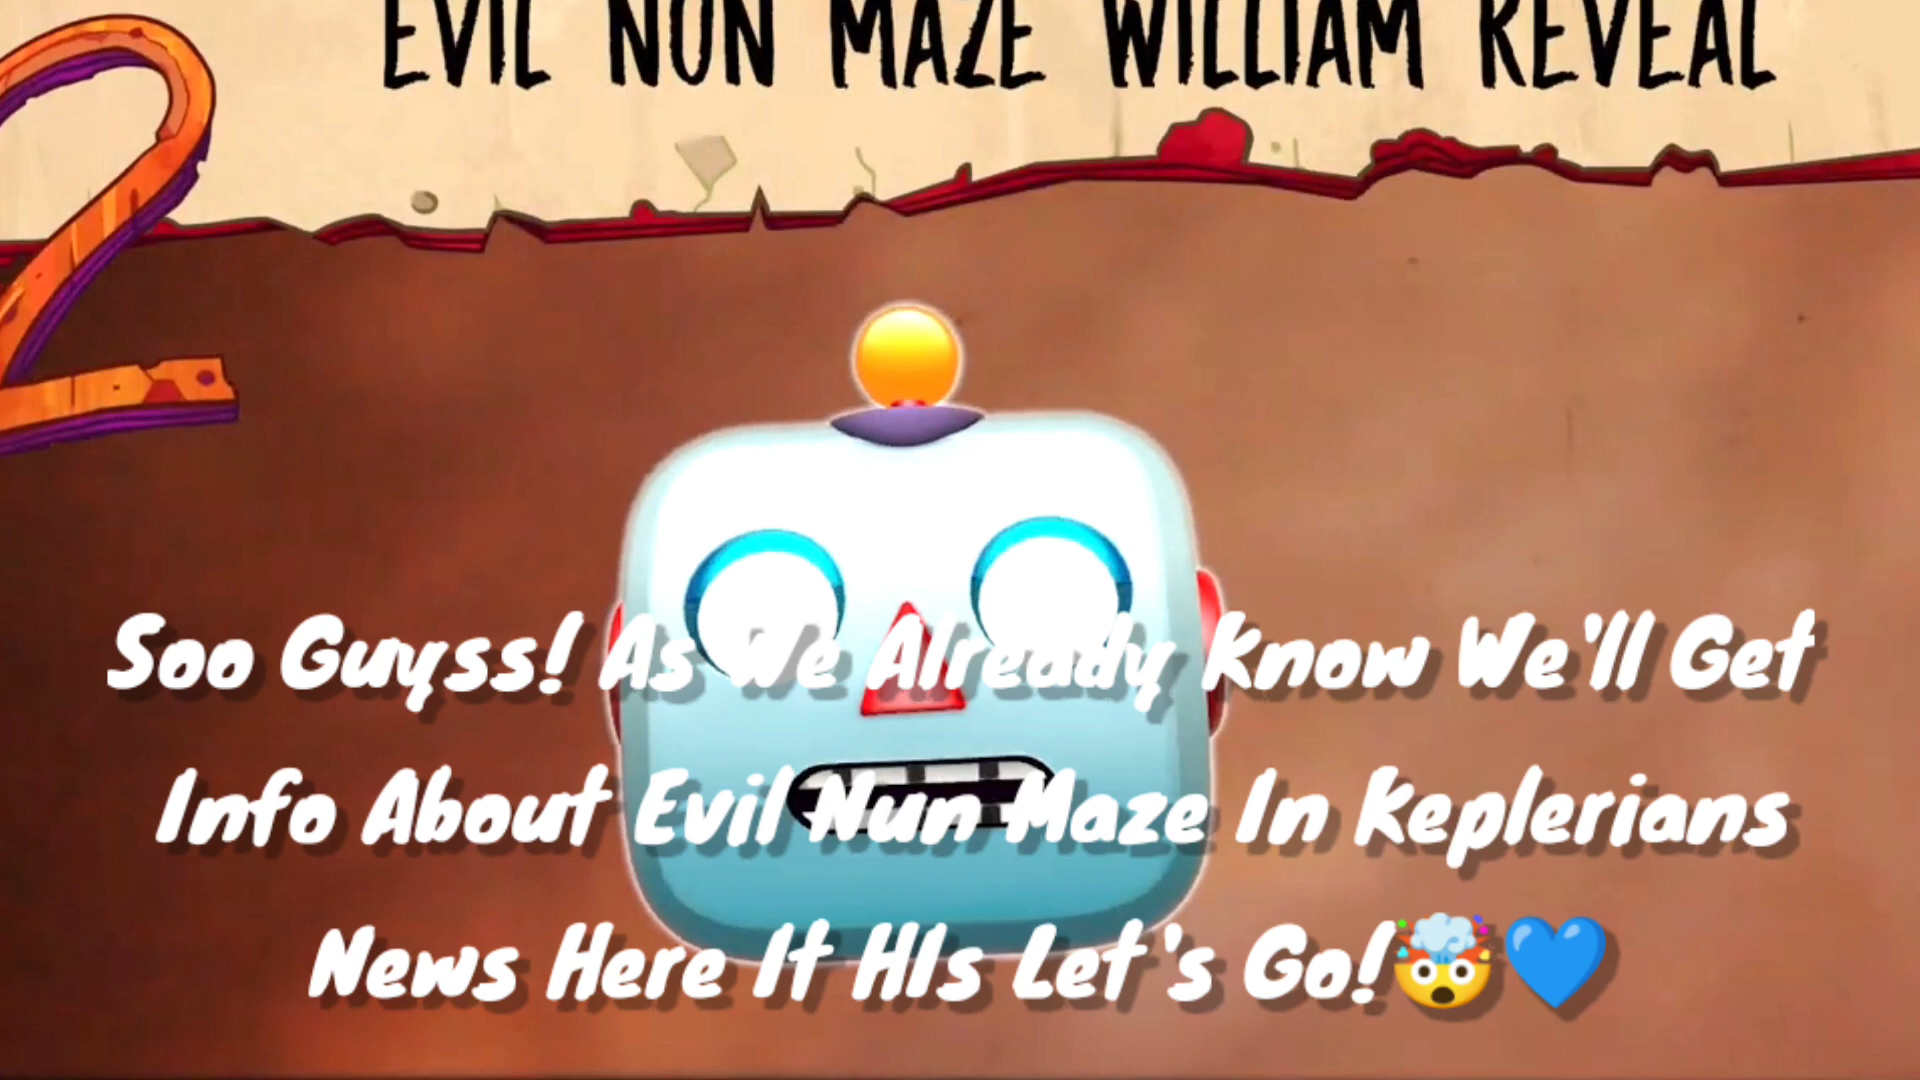 EVIL NUN MAZE WILLIAM REVEAL
2
Soo Guyss! As We Already Know We'll Get
Info About Evil Nun Maze In Keplerians
News Here It HIs Let's Go!🤯💙